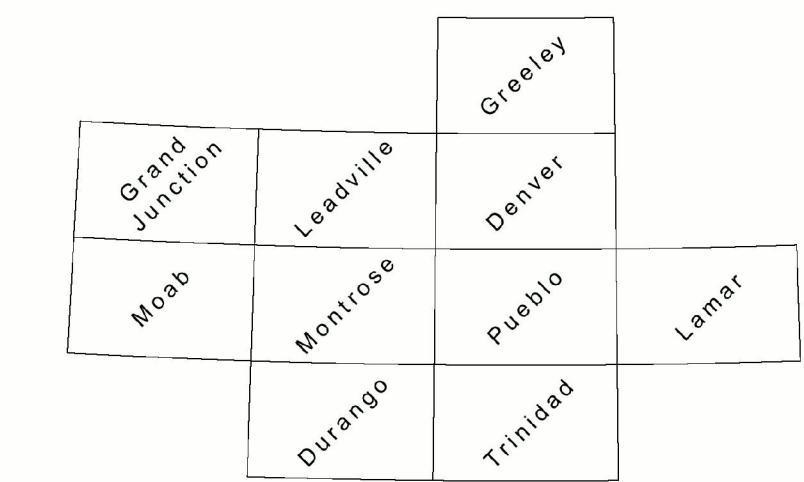 Greeley
Grand
Junction
Leadville
Denver
Moab
Montrose
Pueblo
Lamar
Durango
Trinidad